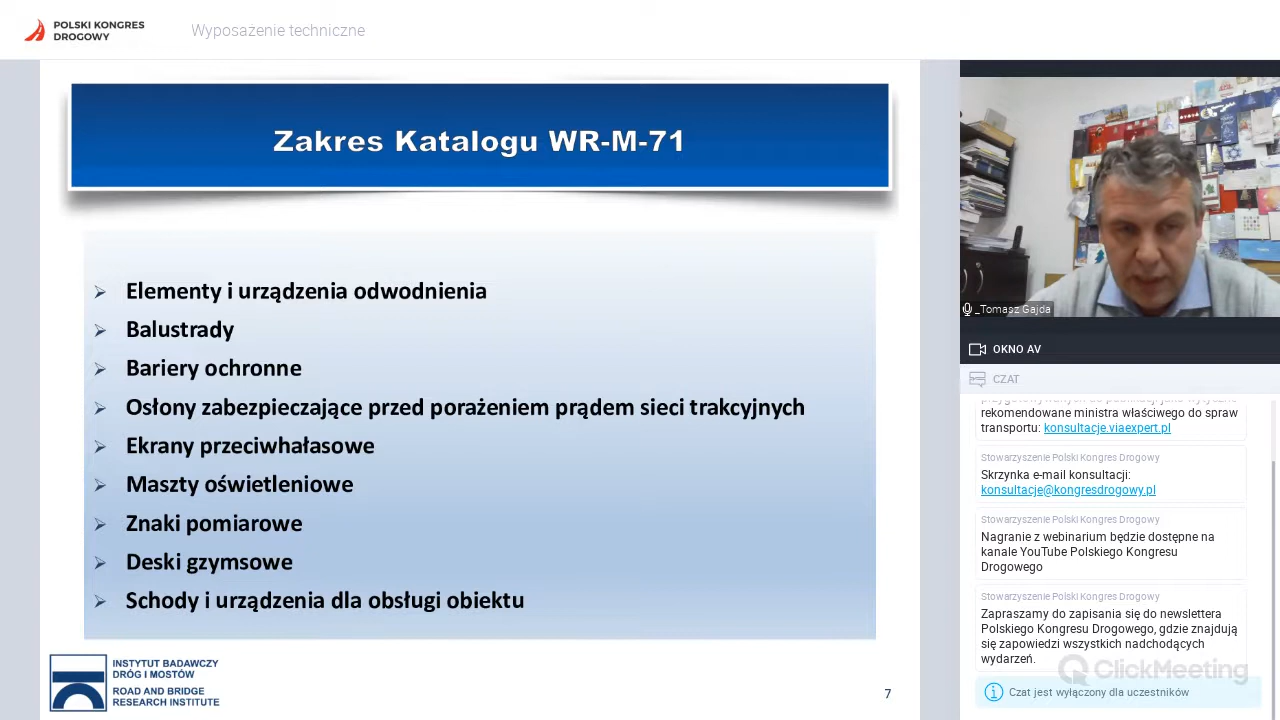 POLSKI KONGRES
DROGOWY
Wyposażenie techniczne
Zakres Katalogu WR-M-71
Elementy i urządzenia odwodnienia
Balustrady
Bariery ochronne
Osłony zabezpieczające przed porażeniem prądem sieci trakcyjnych
Ekrany przeciwhałasowe
Maszty oświetleniowe
Znaki pomiarowe
Deski gzymsowe
Schody i urządzenia dla obsługi obiektu
INSTYTUT BADAWCZY
DRÓG I MOSTÓW
ROAD AND BRIDGE
RESEARCH INSTITUTE
7
_Tomasz Gajda
OKNO AV
CZAT
rekomendowane ministra właściwego do spraw
transportu: konsultacje.viaexpert.pl
Stowarzyszenie Polski Kongres Drogowy
Skrzynka e-mail konsultacji:
konsultacje@kongresdrogowy.pl
Stowarzyszenie Polski Kongres Drogowy
Nagranie z webinarium będzie dostępne na
kanale YouTube Polskiego Kongresu
Drogowego
Stowarzyszenie Polski Kongres Drogowy
Zapraszamy do zapisania się do newslettera
Polskiego Kongresu Drogowego, gdzie znajdują
się zapowiedzi wszystkich nadchodzących
wydarzeń.
ClickMeeting
Czat jest wyłączony dla uczestników